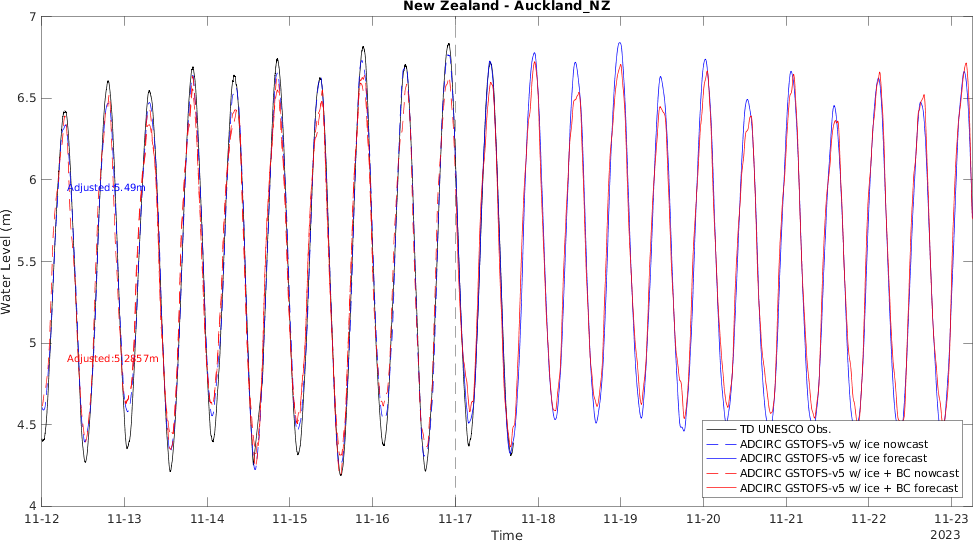 New Zealand - Auckland_NZ
Water Level (m)
7
6.5
6
5.5
5
4.5
4
Adjusted:5.49m
Adjusted:5.2857m
TD UNESCO Obs.
ADCIRC GSTOFS-v5 w/ ice nowcast
ADCIRC GSTOFS-v5 w/ ice forecast
ADCIRC GSTOFS-v5 w/ ice + BC nowcast
ADCIRC GSTOFS-v5 w/ ice + BC forecast
11-12 11-13 11-14 11-15 11-16 11-17 11-18 11-19 11-20 11-21 11-22 11-23
2023
Time